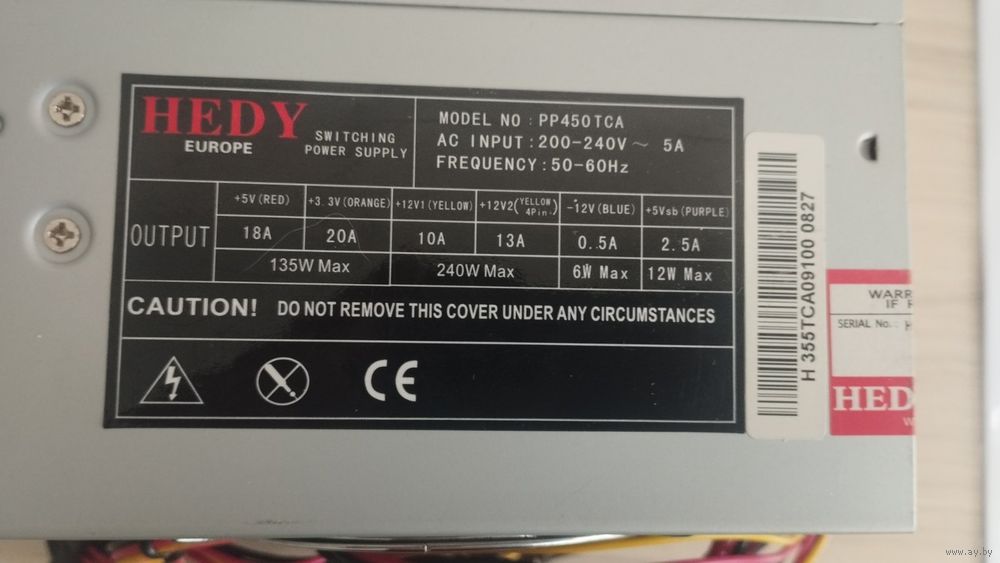 HEDY
EUROPE
SWITCHING
POWER SUPPLY
MODEL NO : PP450TCA
AC INPUT: 200-240V ~ 5A
FREQUENCY: 50-60Hz
OUTPUT
+5V (RED) +3.3V (ORANGE) +12V1 (YELLOW) +12V2 (YELLOW 4Pin.) -12V (BLUE) +5Vsb (PURPLE)
18A 20A 10A 13A 0.5A 2.5A
135W Max 240W Max 6W Max 12W Max
CAUTION! DO NOT REMOVE THIS COVER UNDER ANY CIRCUMSTANCES
CE
H 355TCA09100 0827
WARR
IF
SERIAL No.: H
HED
www.ay.by